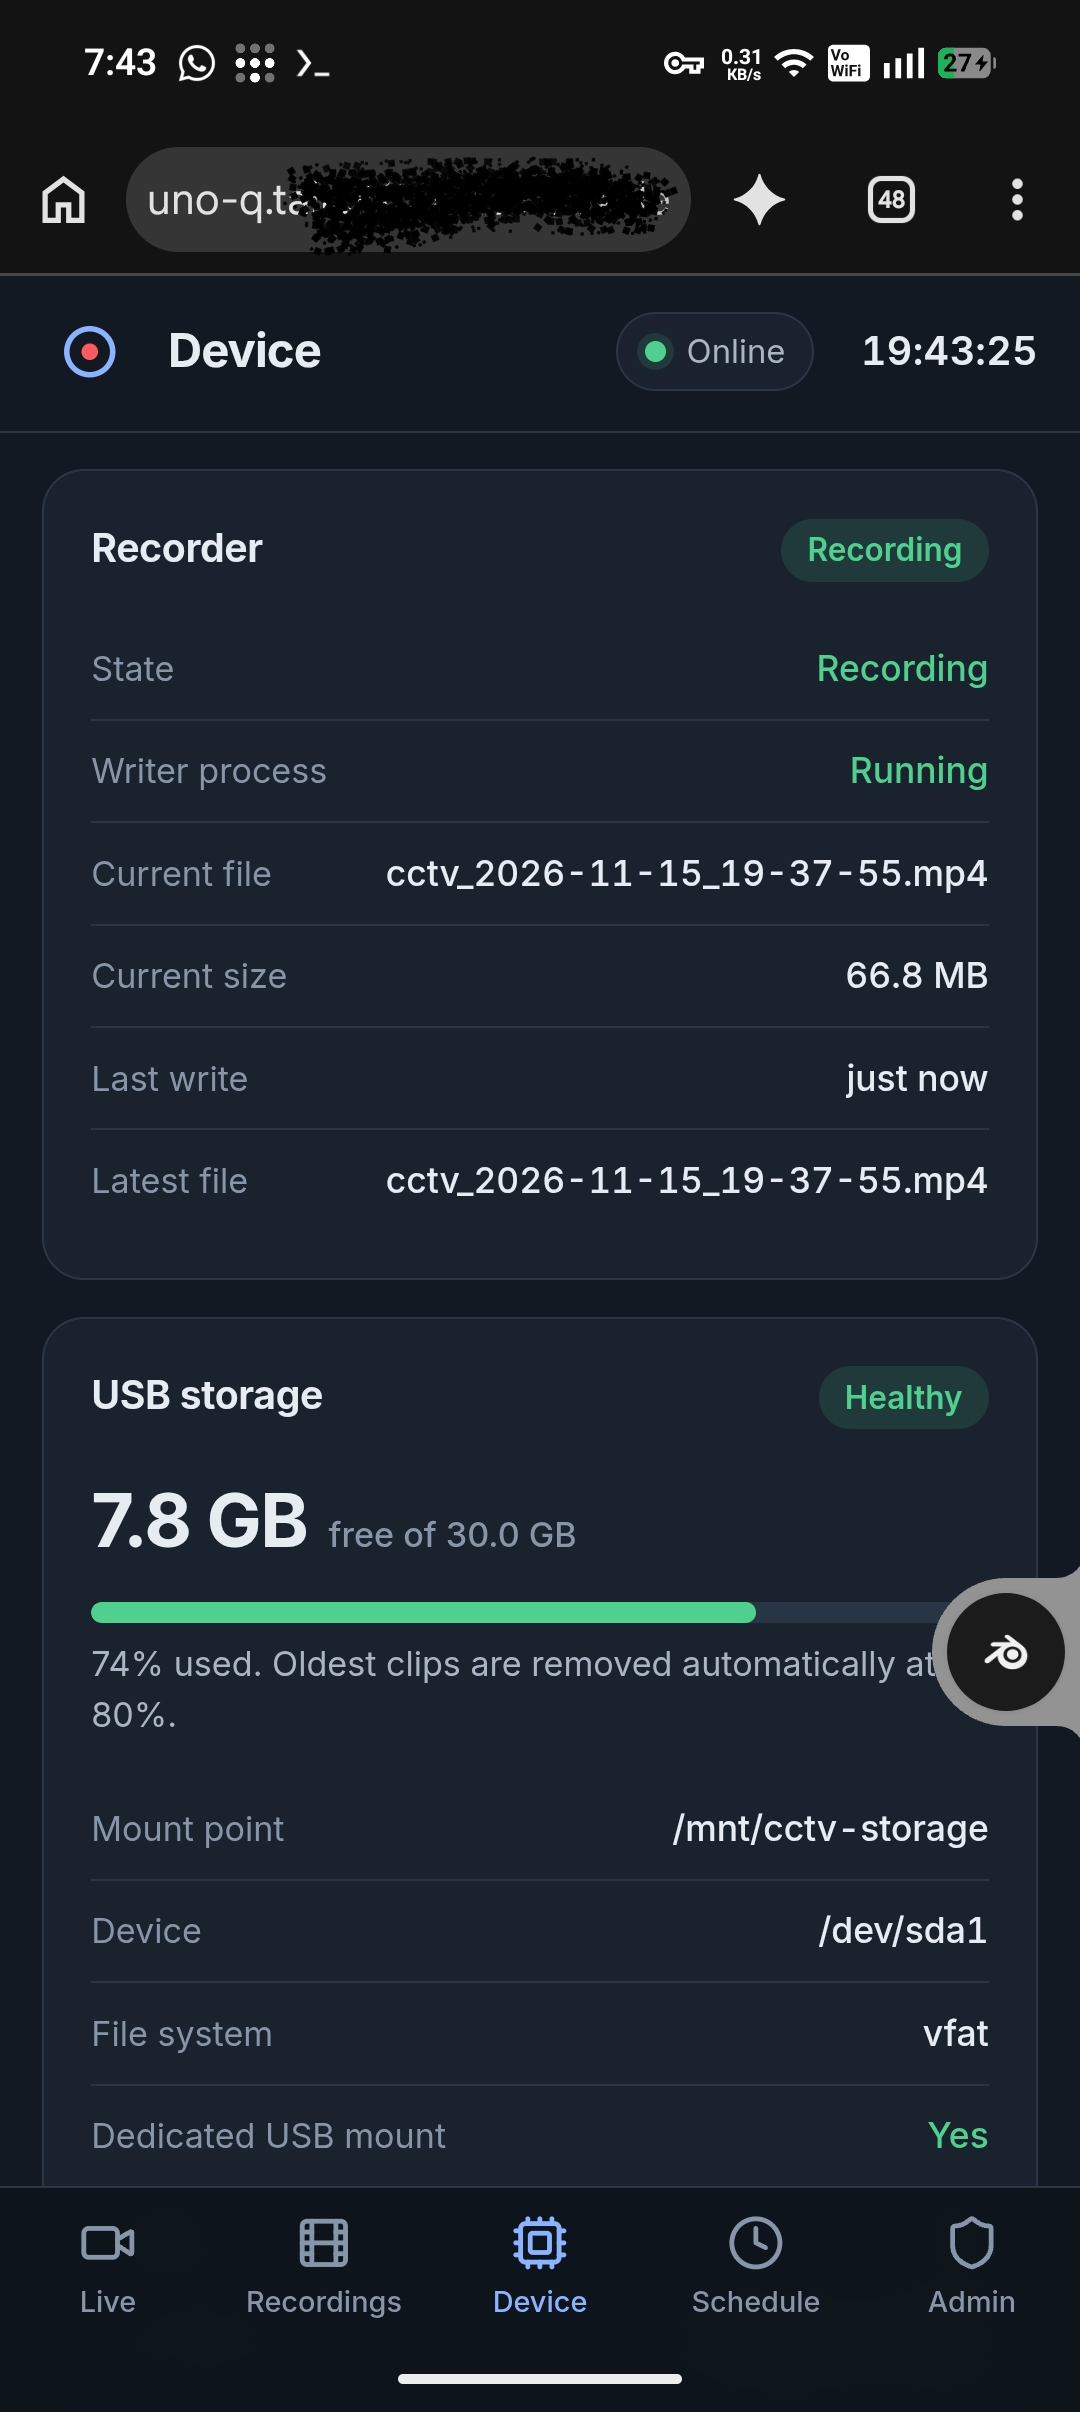 7:43
0.31
KB/s
Vo
WiFi
27
uno-q.ta
48
Device
Online
19:43:25
Recorder
Recording
State
Recording
Writer process
Running
Current file
cctv_2026-11-15_19-37-55.mp4
Current size
66.8 MB
Last write
just now
Latest file
cctv_2026-11-15_19-37-55.mp4
USB storage
Healthy
7.8 GB free of 30.0 GB
74% used. Oldest clips are removed automatically at
80%.
Mount point
/mnt/cctv-storage
Device
/dev/sda1
File system
vfat
Dedicated USB mount
Yes
Live
Recordings
Device
Schedule
Admin